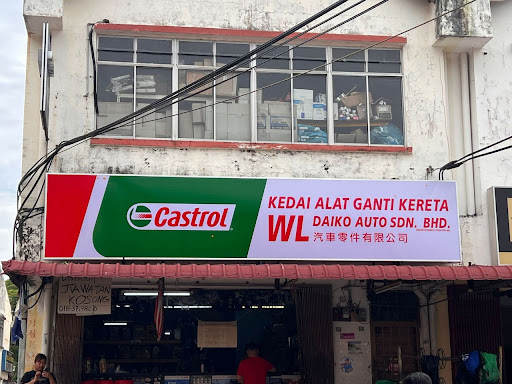 Castrol
KEDAI ALAT GANTI KERETA
WL DAIKO AUTO SDN. BHD.
汽車零件有限公司
JAWATAN
KOSONG